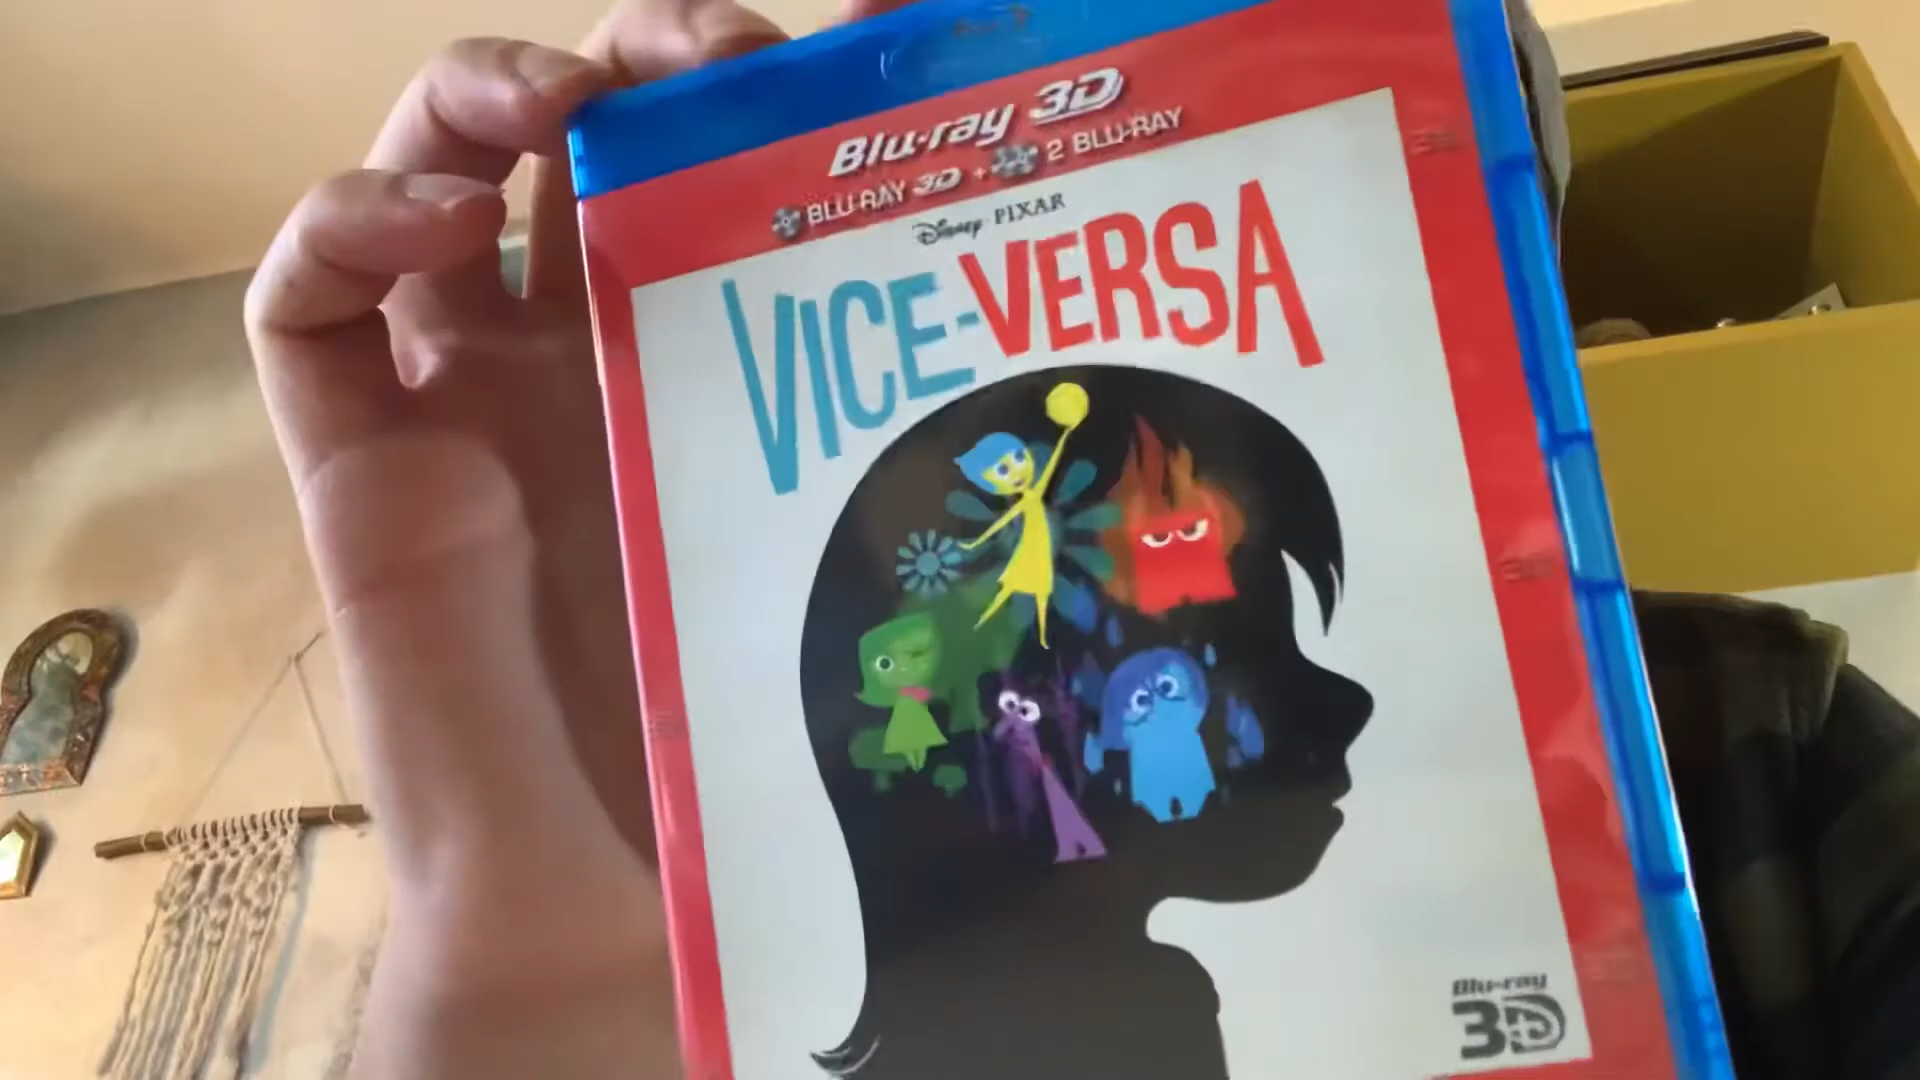 Blu-ray 3D
BLU-RAY 3D + 2 BLU-RAY
Disney PIXAR
VICE-VERSA
Blu-ray
3D